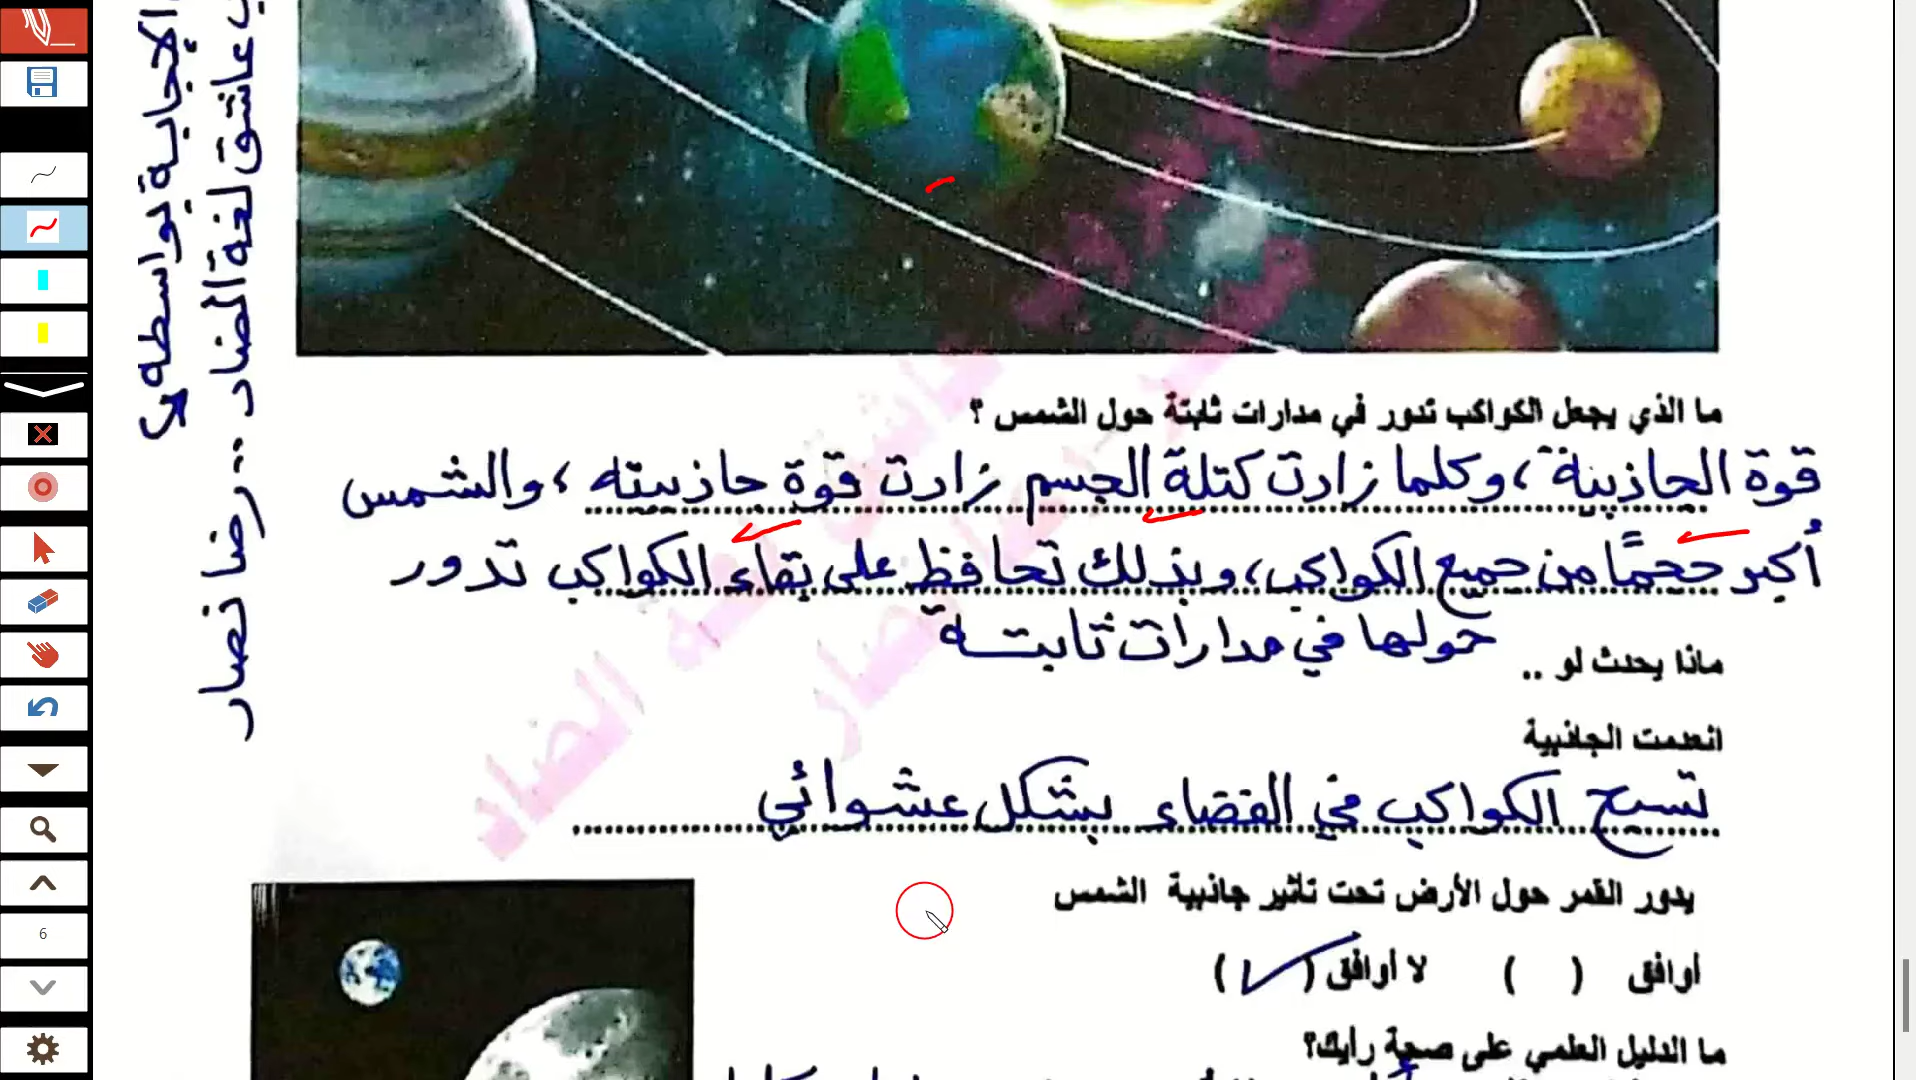 ما الذي يجعل الكواكب تدور في مدارات ثابتة حول الشمس ؟
قوة الجاذبية، وكلما زادت كتلة الجسم زادت قوة جاذبيته، والشمس
أكبر حجمًا من جميع الكواكب، وبذلك تحافظ على بقاء الكواكب تدور
حولها في مدارات ثابتة
ماذا يحدث لو ..
انعدمت الجاذبية
تسبح الكواكب في الفضاء بشكل عشوائي
يدور القمر حول الأرض تحت تأثير جاذبية الشمس
أوافق ( ) لا أوافق (✓)
ما الدليل العلمي على صحة رأيك؟
الإجابة بواسطة
عاشق لغة الضاد -- رضا نصار
6